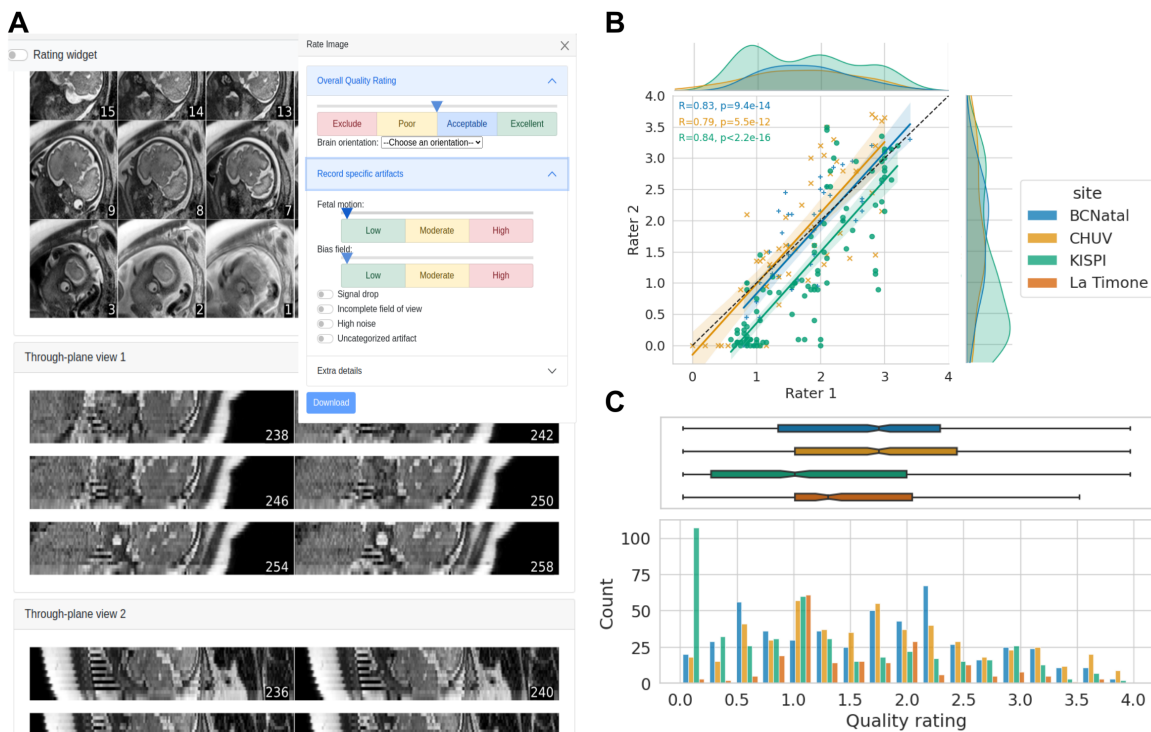 A
Rating widget
15
14
13
9
8
7
3
2
1
Rate Image
Overall Quality Rating
Exclude
Poor
Acceptable
Excellent
Brain orientation: --Choose an orientation--
Record specific artifacts
Fetal motion:
Low
Moderate
High
Bias field:
Low
Moderate
High
Signal drop
Incomplete field of view
High noise
Uncategorized artifact
Extra details
Download
Through-plane view 1
238
242
246
250
254
258
Through-plane view 2
236
240
B
R=0.83, p=9.4e-14
R=0.79, p=5.5e-12
R=0.84, p<2.2e-16
4.0
3.5
3.0
2.5
2.0
1.5
1.0
0.5
0.0
Rater 2
0
1
2
3
4
Rater 1
site
BCNatal
CHUV
KISPI
La Timone
C
100
75
50
25
0
Count
0.0
0.5
1.0
1.5
2.0
2.5
3.0
3.5
4.0
Quality rating